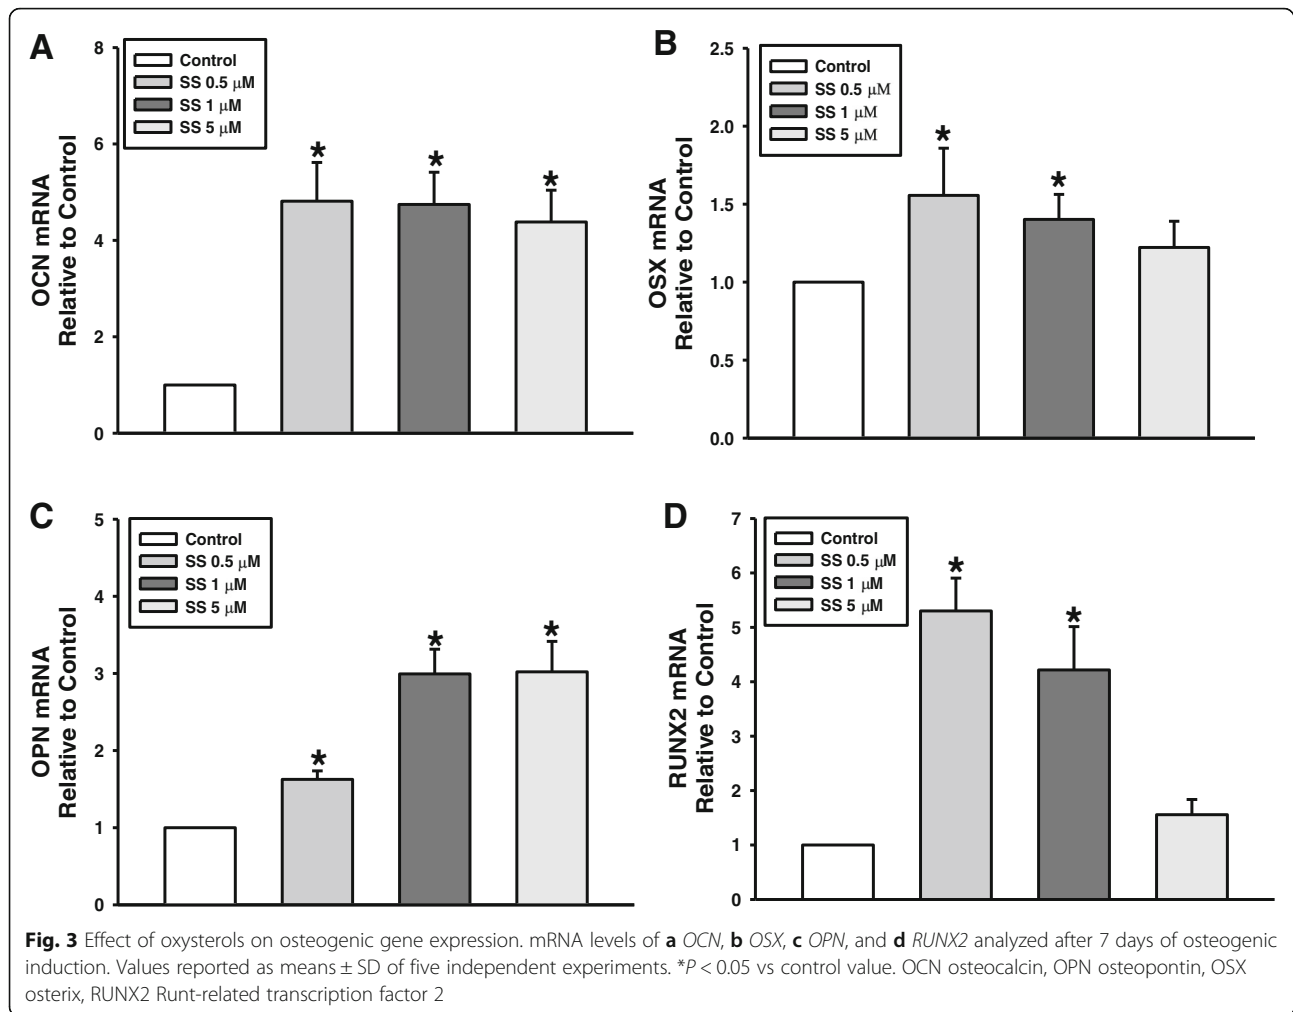 A
8
6
4
2
0
OCN mRNA
Relative to Control
Control
SS 0.5 μM
SS 1 μM
SS 5 μM
*
*
*
B
2.5
2.0
1.5
1.0
0.5
0.0
OSX mRNA
Relative to Control
Control
SS 0.5 μM
SS 1 μM
SS 5 μM
*
*
C
5
4
3
2
1
0
OPN mRNA
Relative to Control
Control
SS 0.5 μM
SS 1 μM
SS 5 μM
*
*
*
D
7
6
5
4
3
2
1
0
RUNX2 mRNA
Relative to Control
Control
SS 0.5 μM
SS 1 μM
SS 5 μM
*
*
Fig. 3 Effect of oxysterols on osteogenic gene expression. mRNA levels of a OCN, b OSX, c OPN, and d RUNX2 analyzed after 7 days of osteogenic
induction. Values reported as means ± SD of five independent experiments. *P < 0.05 vs control value. OCN osteocalcin, OPN osteopontin, OSX
osterix, RUNX2 Runt-related transcription factor 2